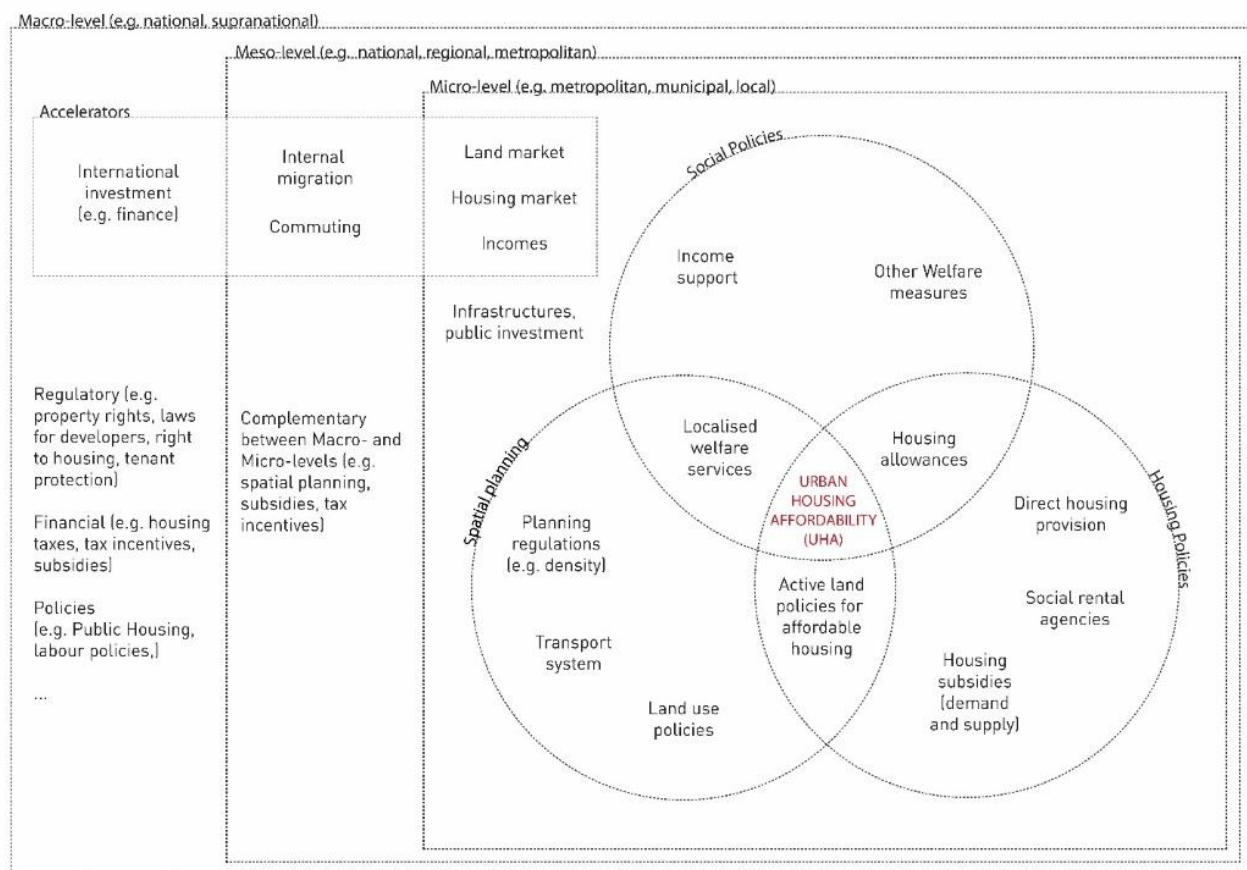 Macro-level (e.g. national, supranational)
Meso-level (e.g. national, regional, metropolitan)
Micro-level (e.g. metropolitan, municipal, local)
Accelerators
International
investment
(e.g. finance)
Internal
migration
Commuting
Land market
Housing market
Incomes
Infrastructures,
public investment
Regulatory (e.g.
property rights, laws
for developers, right
to housing, tenant
protection)
Financial (e.g. housing
taxes, tax incentives,
subsidies)
Policies
(e.g. Public Housing,
labour policies,)
...
Complementary
between Macro- and
Micro-levels (e.g.
spatial planning,
subsidies, tax
incentives)
Social Policies
Income
support
Other Welfare
measures
Localised
welfare
services
Housing
allowances
URBAN
HOUSING
AFFORDABILITY
(UHA)
Spatial planning
Planning
regulations
(e.g. density)
Transport
system
Land use
policies
Active land
policies for
affordable
housing
Housing Policies
Direct housing
provision
Social rental
agencies
Housing
subsidies
(demand
and supply)